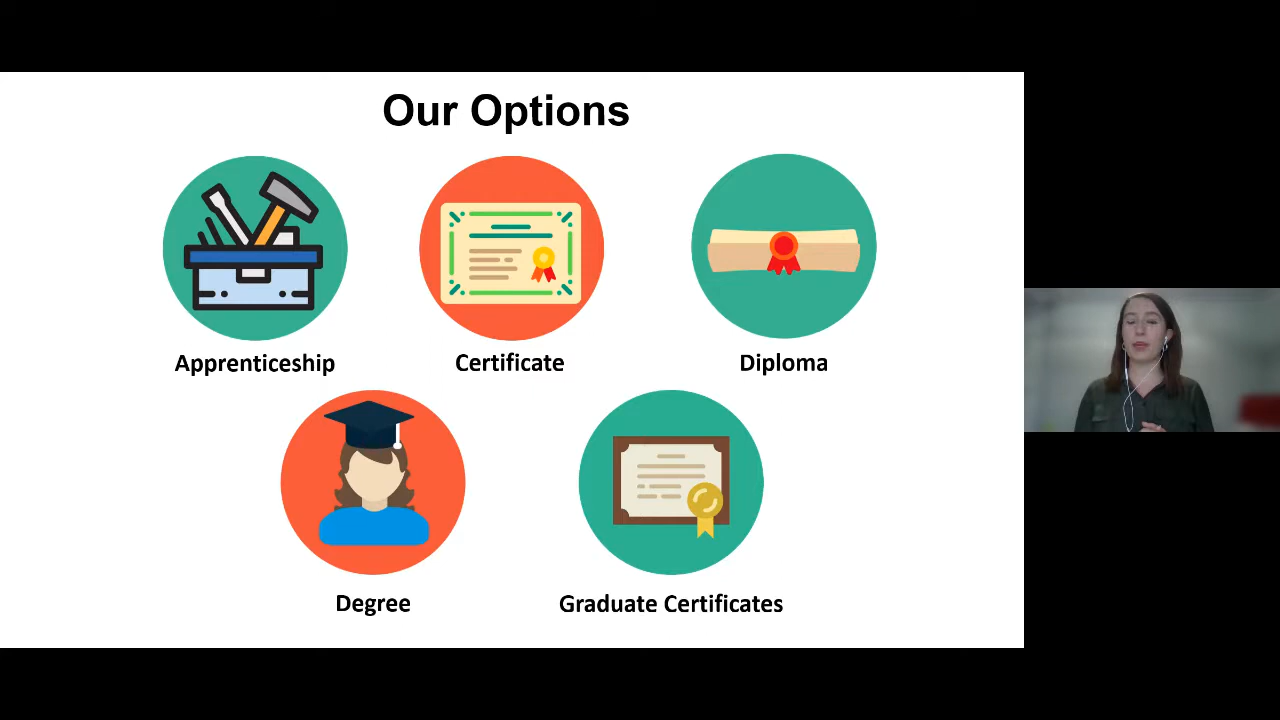 Our Options
Apprenticeship
Certificate
Diploma
Degree
Graduate Certificates